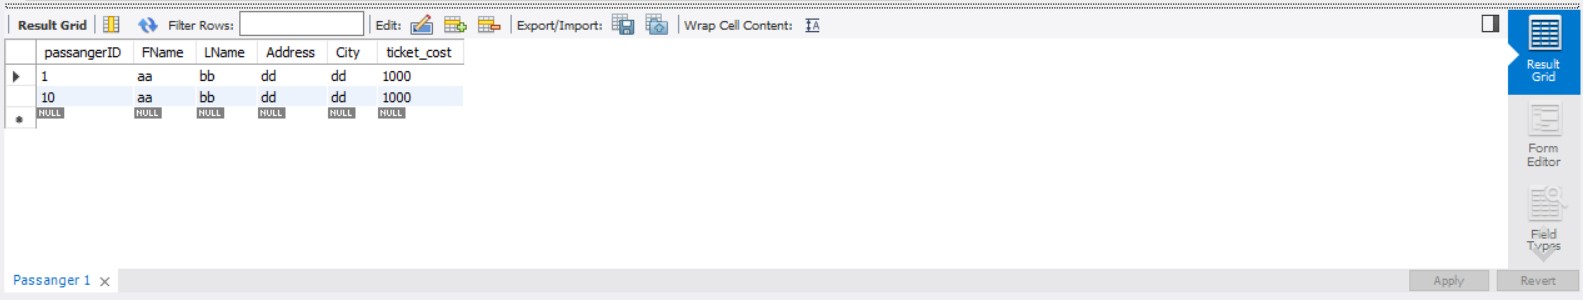 Result Grid Filter Rows: Edit: Export/Import: Wrap Cell Content: IA
passangerID FName LName Address City ticket_cost
1 aa bb dd dd 1000
10 aa bb dd dd 1000
NULL NULL NULL NULL NULL NULL
Result
Grid
Form
Editor
Field
Types
Passanger 1 Apply Revert